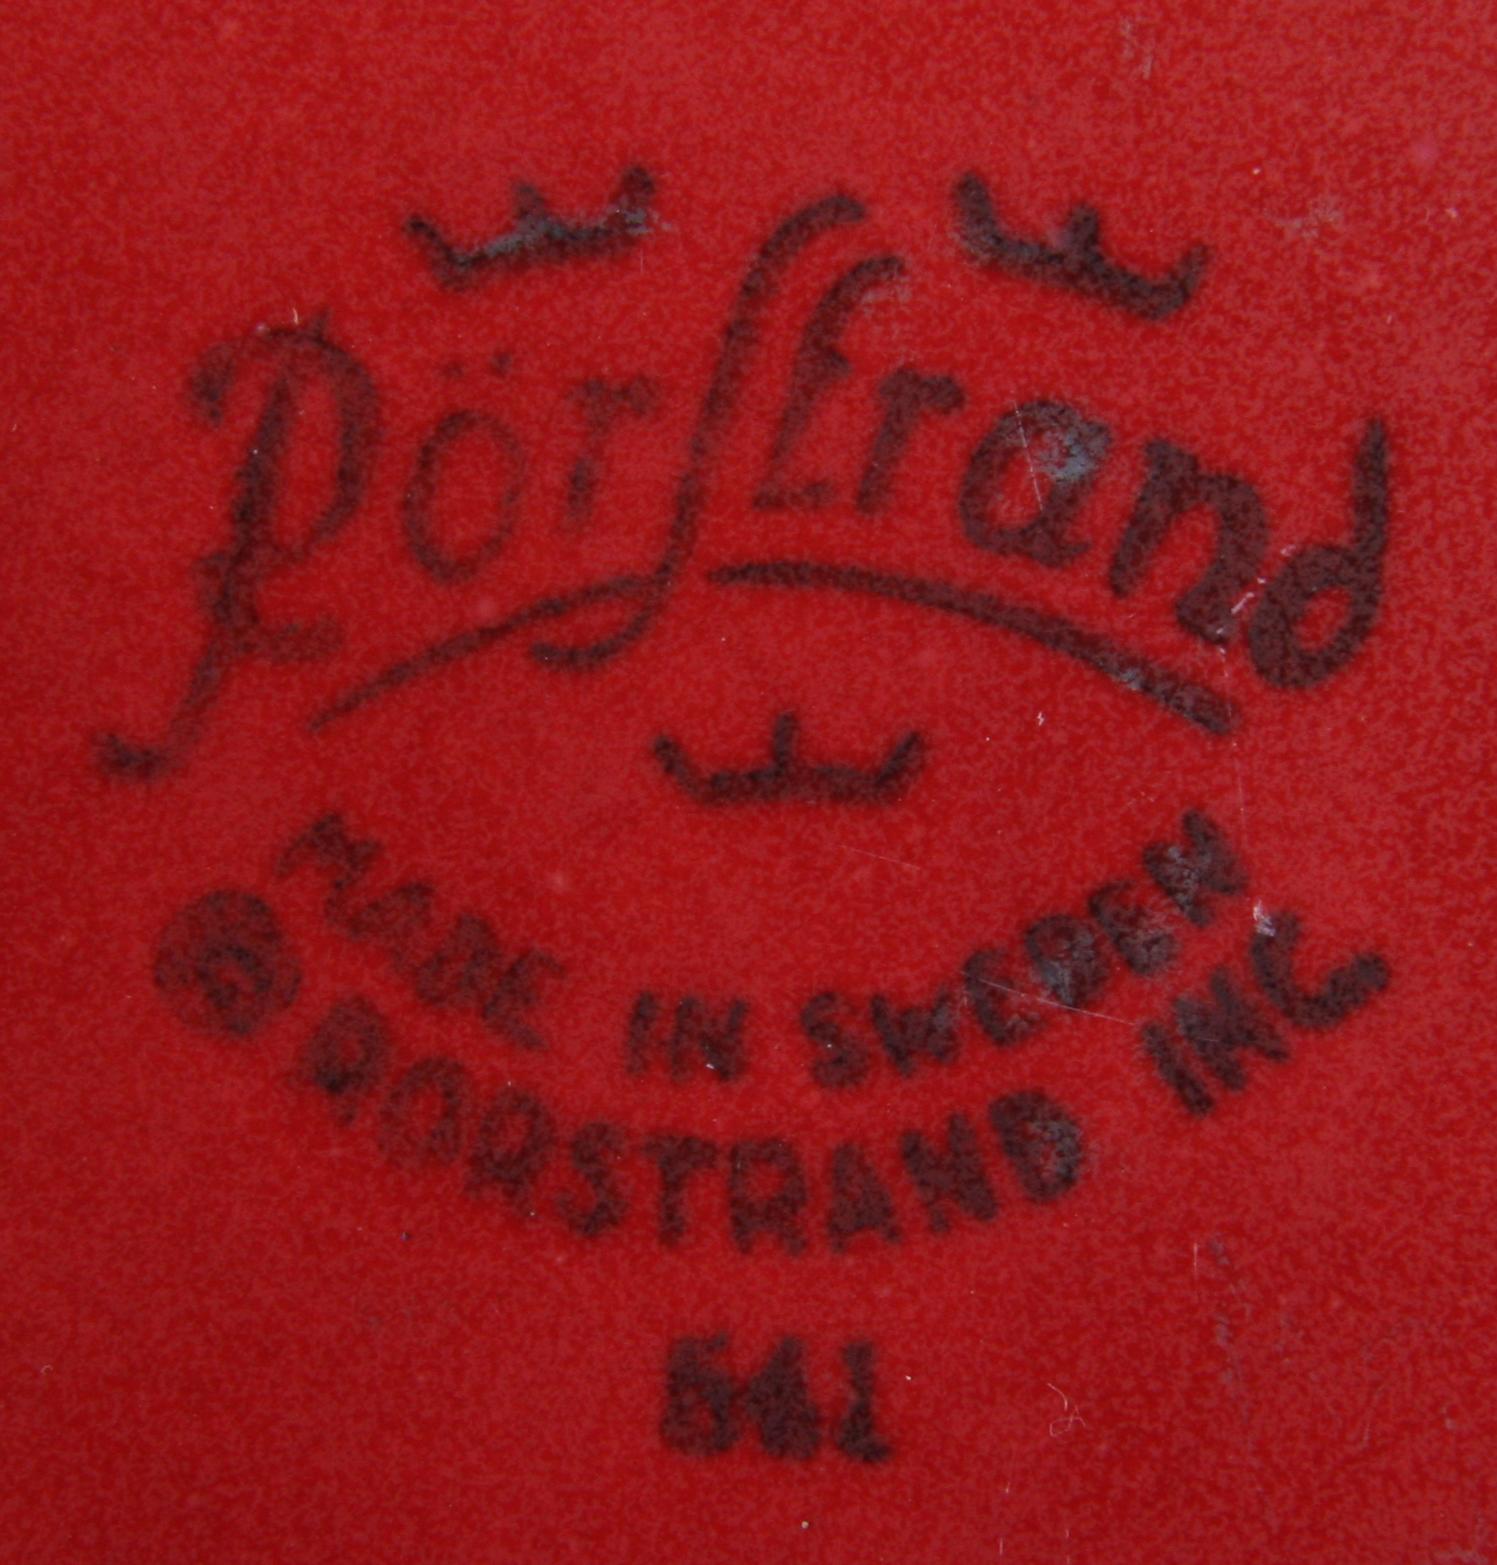 Rörstrand
MADE IN SWEDEN
© RORSTRAND INC.
541